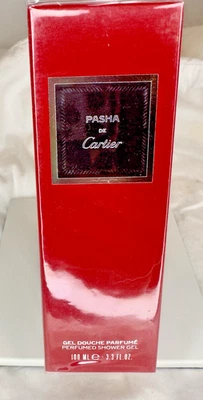 PASHA
DE
Cartier
GEL DOUCHE PARFUMÉ
PERFUMED SHOWER GEL
100 ML ℮ 3.3 FL.OZ.